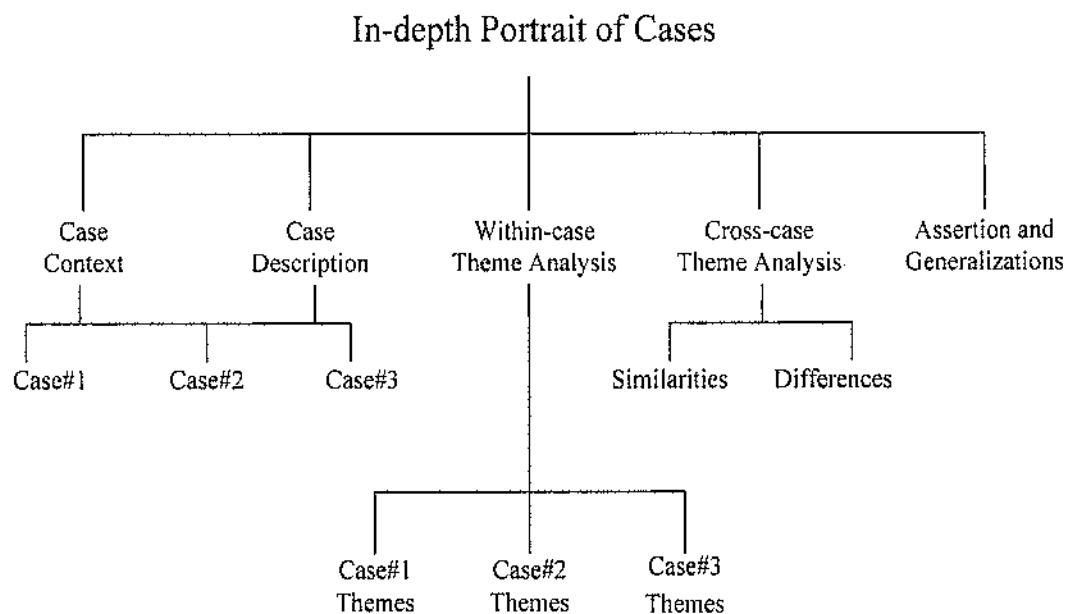 In-depth Portrait of Cases
Case
Context
Case
Description
Within-case
Theme Analysis
Cross-case
Theme Analysis
Assertion and
Generalizations
Case#1
Case#2
Case#3
Similarities
Differences
Case#1
Themes
Case#2
Themes
Case#3
Themes